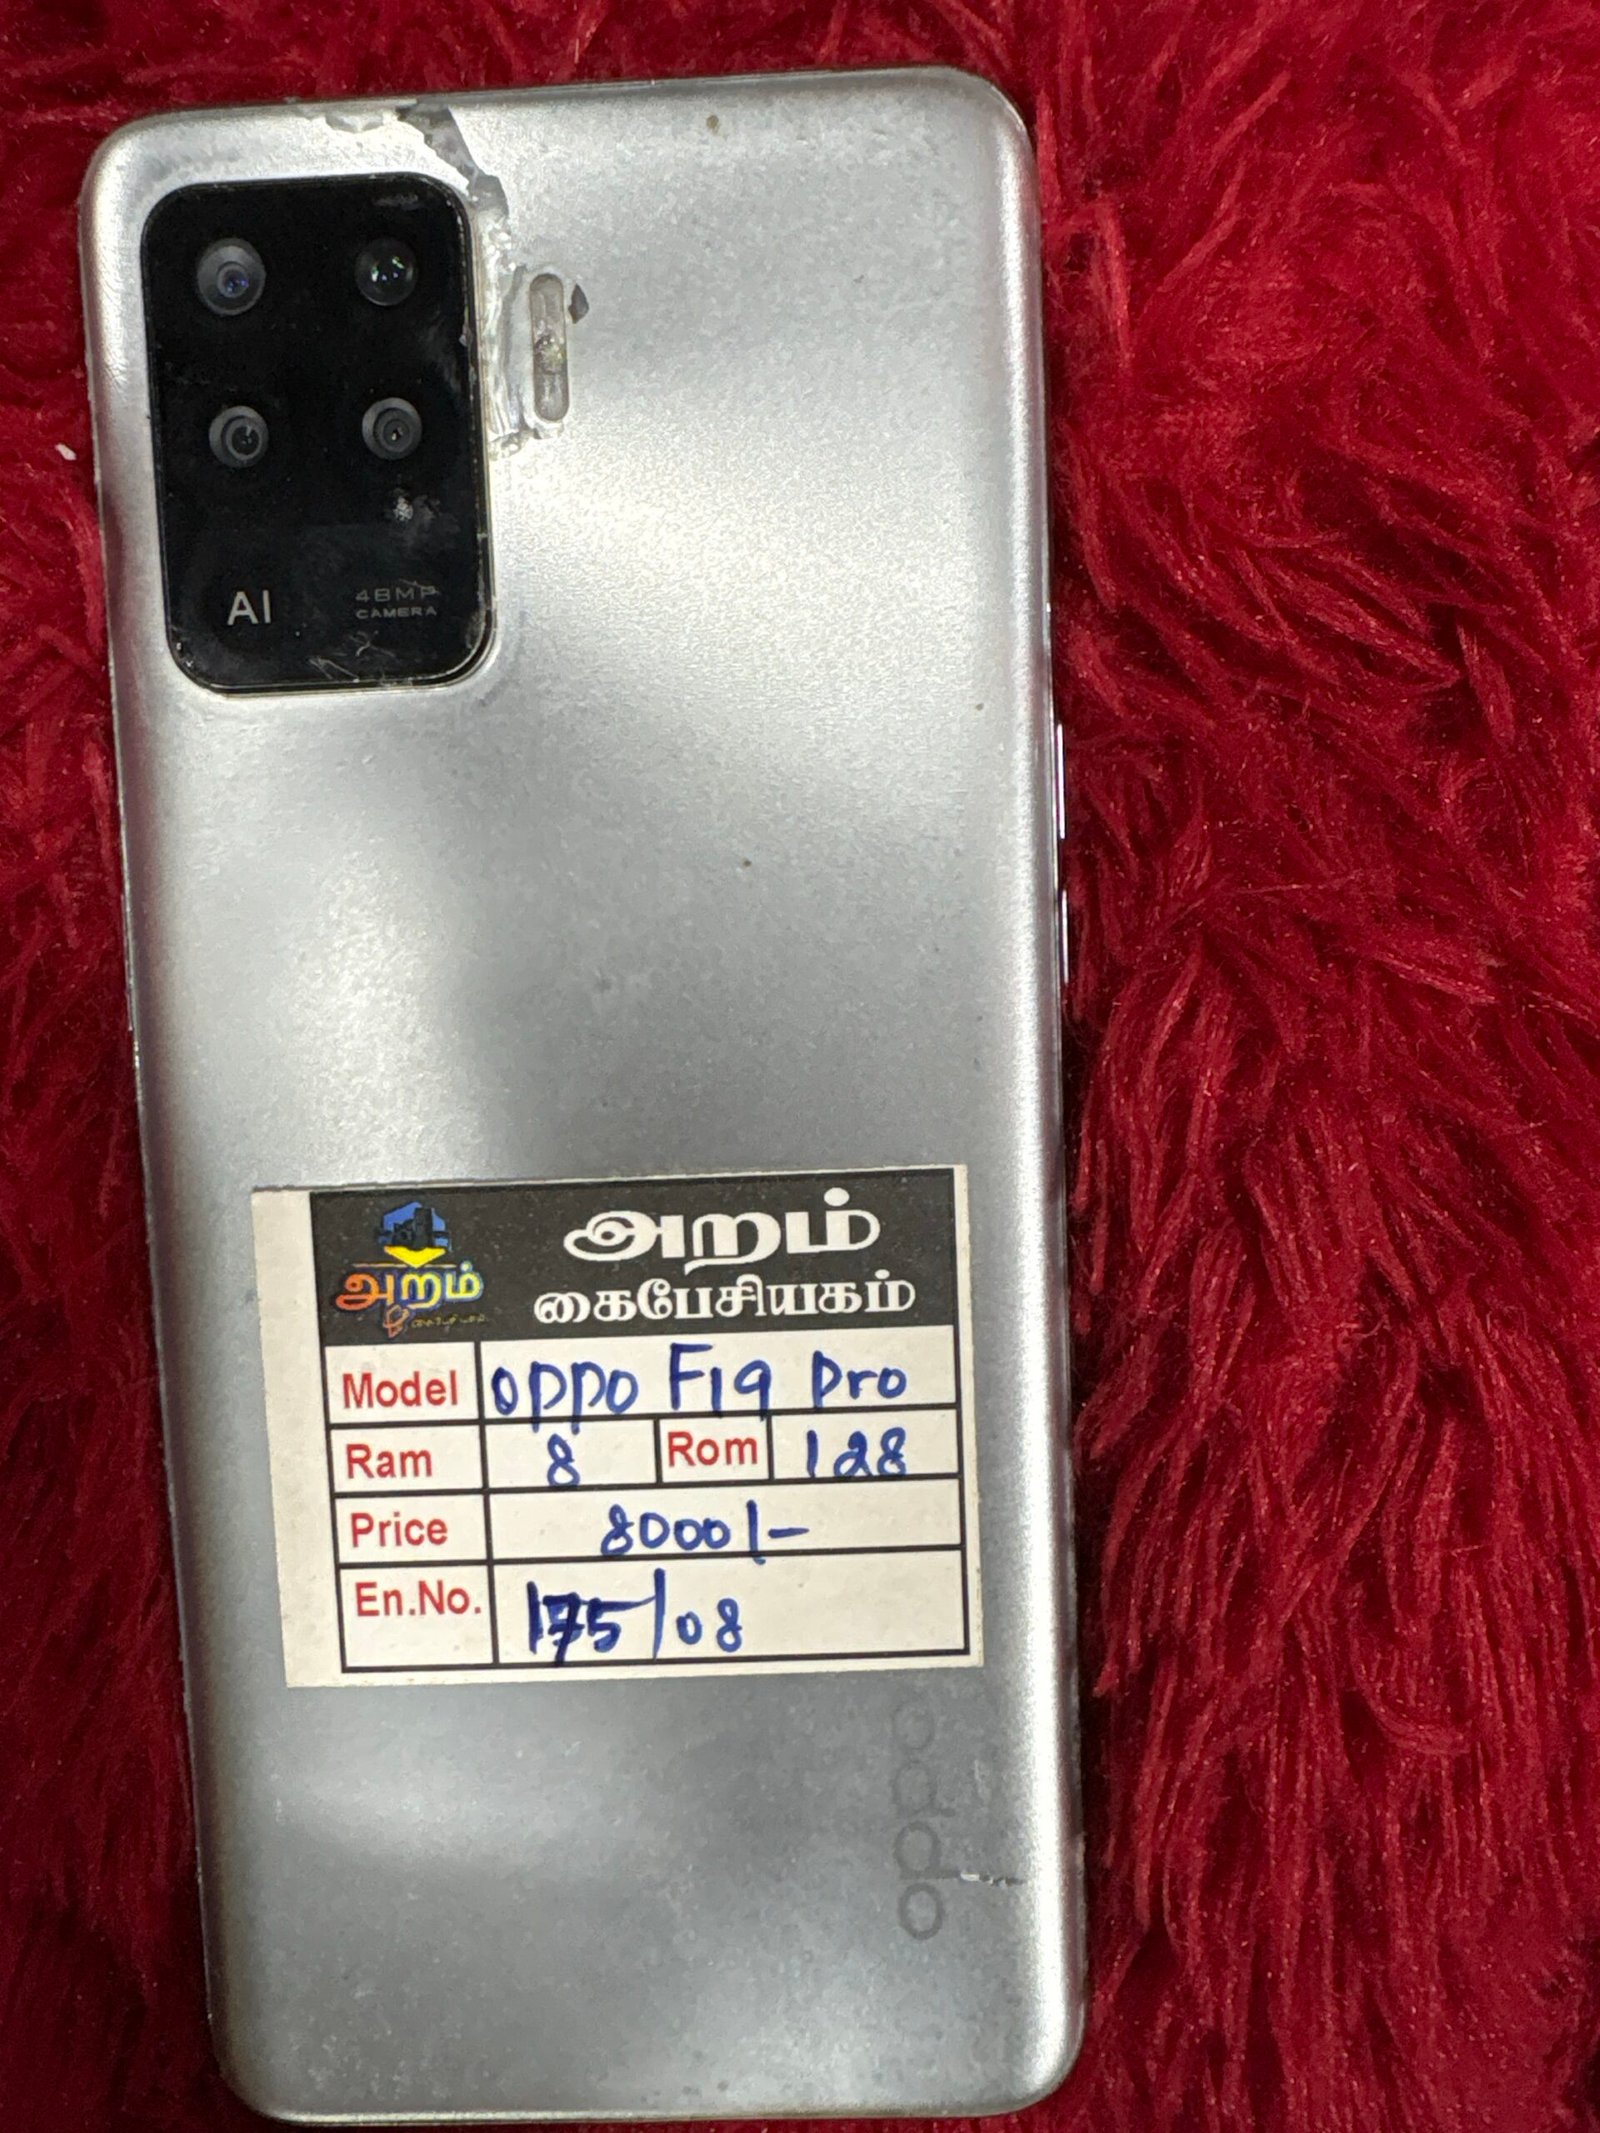 AI
48MP
CAMERA
அறம்
அறம்
கைபேசியகம்
Model OPPO F19 Pro
Ram 8 Rom 128
Price 8000/-
En.No. 175/08
oppo